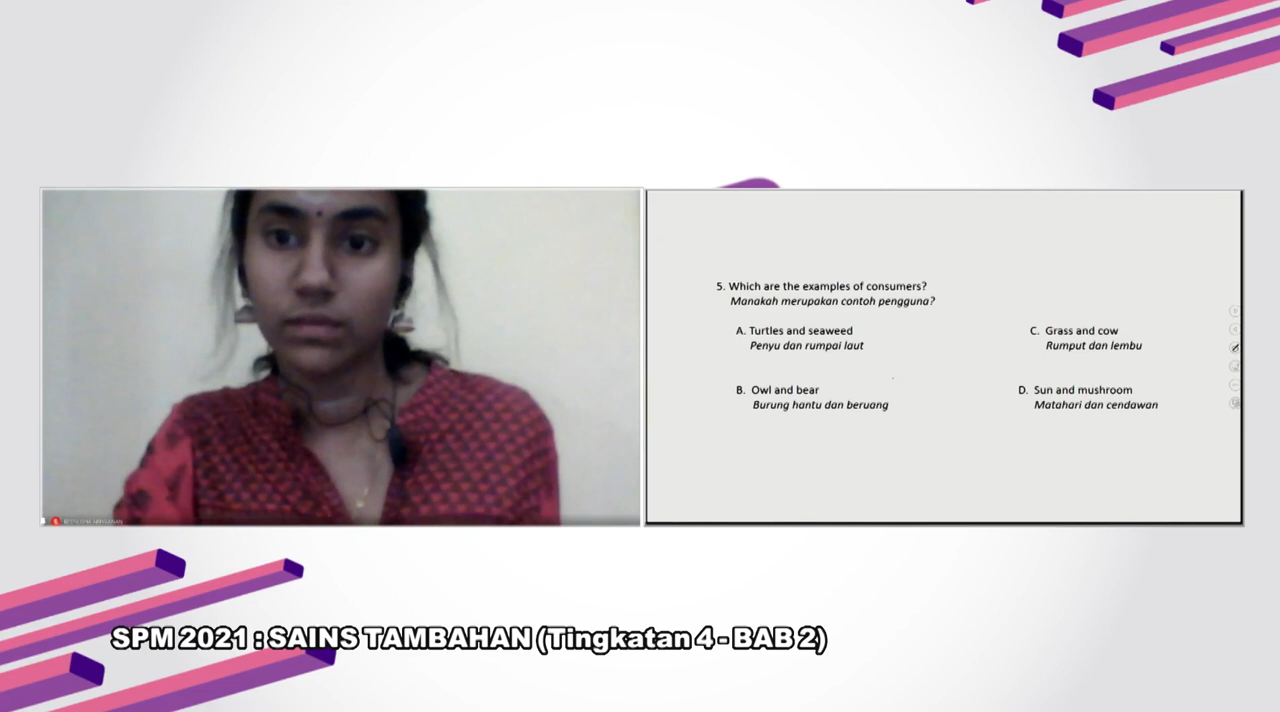 5. Which are the examples of consumers?
Manakah merupakan contoh pengguna?
A. Turtles and seaweed
Penyu dan rumpai laut
B. Owl and bear
Burung hantu dan beruang
C. Grass and cow
Rumput dan lembu
D. Sun and mushroom
Matahari dan cendawan
SPM 2021 : SAINS TAMBAHAN (Tingkatan 4 - BAB 2)